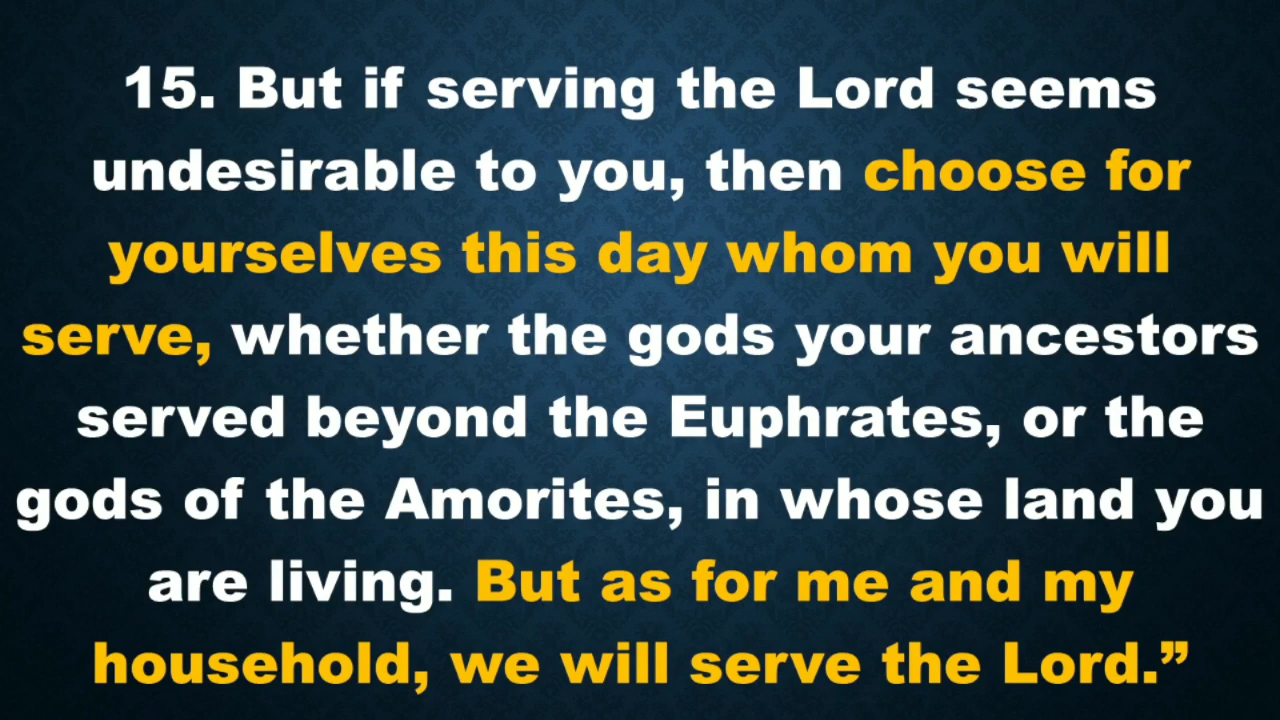 15. But if serving the Lord seems
undesirable to you, then choose for
yourselves this day whom you will
serve, whether the gods your ancestors
served beyond the Euphrates, or the
gods of the Amorites, in whose land you
are living. But as for me and my
household, we will serve the Lord.”